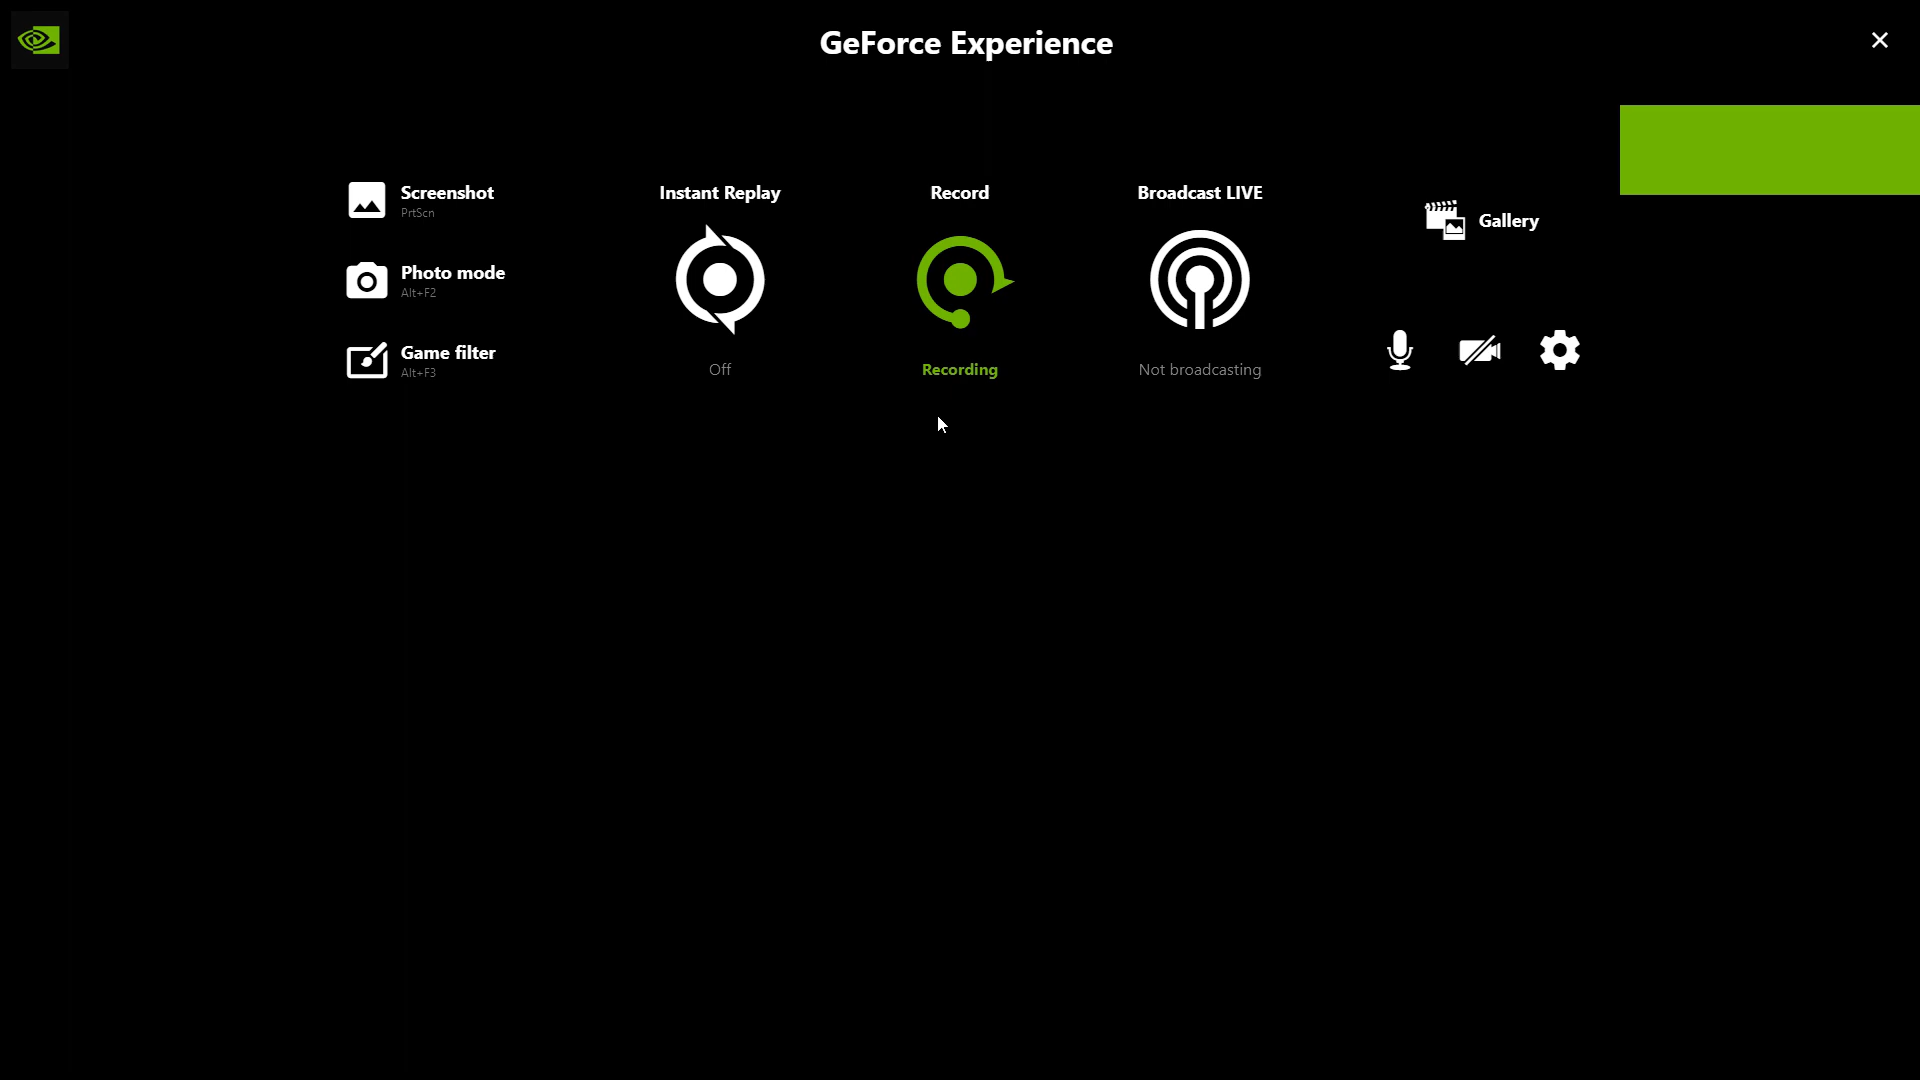 GeForce Experience
Screenshot
PrtScn
Photo mode
Alt+F2
Game filter
Alt+F3
Instant Replay
Off
Record
Recording
Broadcast LIVE
Not broadcasting
Gallery